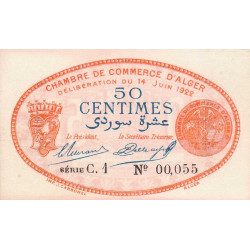 CHAMBRE DE COMMERCE D'ALGER
DÉLIBÉRATION DU 14 JUIN 1922
50
CENTIMES
عشرة سوردي
Le Président, Le Secrétaire Trésorier,
SÉRIE C.1 Nº 00,055